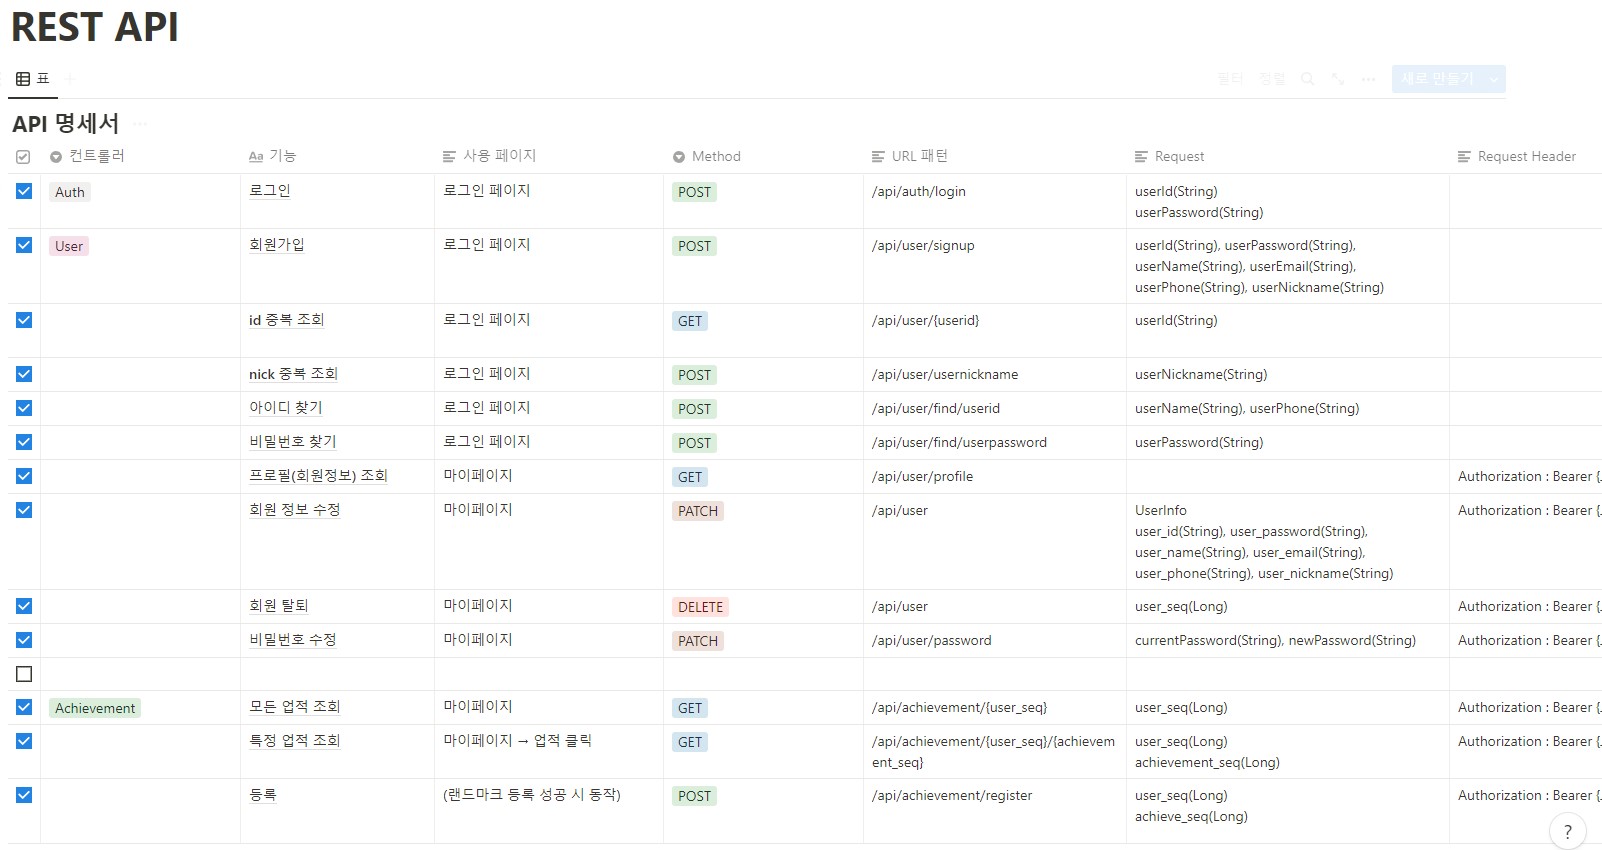 REST API
표
필터 정렬 새로 만들기
API 명세서
컨트롤러 Aa 기능 사용 페이지 Method URL 패턴 Request Request Header
Auth 로그인 로그인 페이지 POST /api/auth/login userId(String)
userPassword(String)
User 회원가입 로그인 페이지 POST /api/user/signup userId(String), userPassword(String),
userName(String), userEmail(String),
userPhone(String), userNickname(String)
id 중복 조회 로그인 페이지 GET /api/user/{userid} userId(String)
nick 중복 조회 로그인 페이지 POST /api/user/usernickname userNickname(String)
아이디 찾기 로그인 페이지 POST /api/user/find/userid userName(String), userPhone(String)
비밀번호 찾기 로그인 페이지 POST /api/user/find/userpassword userPassword(String)
프로필(회원정보) 조회 마이페이지 GET /api/user/profile Authorization : Bearer {..
회원 정보 수정 마이페이지 PATCH /api/user UserInfo Authorization : Bearer {..
user_id(String), user_password(String),
user_name(String), user_email(String),
user_phone(String), user_nickname(String)
회원 탈퇴 마이페이지 DELETE /api/user user_seq(Long) Authorization : Bearer {..
비밀번호 수정 마이페이지 PATCH /api/user/password currentPassword(String), newPassword(String) Authorization : Bearer {..
Achievement 모든 업적 조회 마이페이지 GET /api/achievement/{user_seq} user_seq(Long) Authorization : Bearer {..
특정 업적 조회 마이페이지 → 업적 클릭 GET /api/achievement/{user_seq}/{achievem user_seq(Long) Authorization : Bearer {..
ent_seq} achievement_seq(Long)
등록 (랜드마크 등록 성공 시 동작) POST /api/achievement/register user_seq(Long) Authorization : Bearer {..
achieve_seq(Long)
?